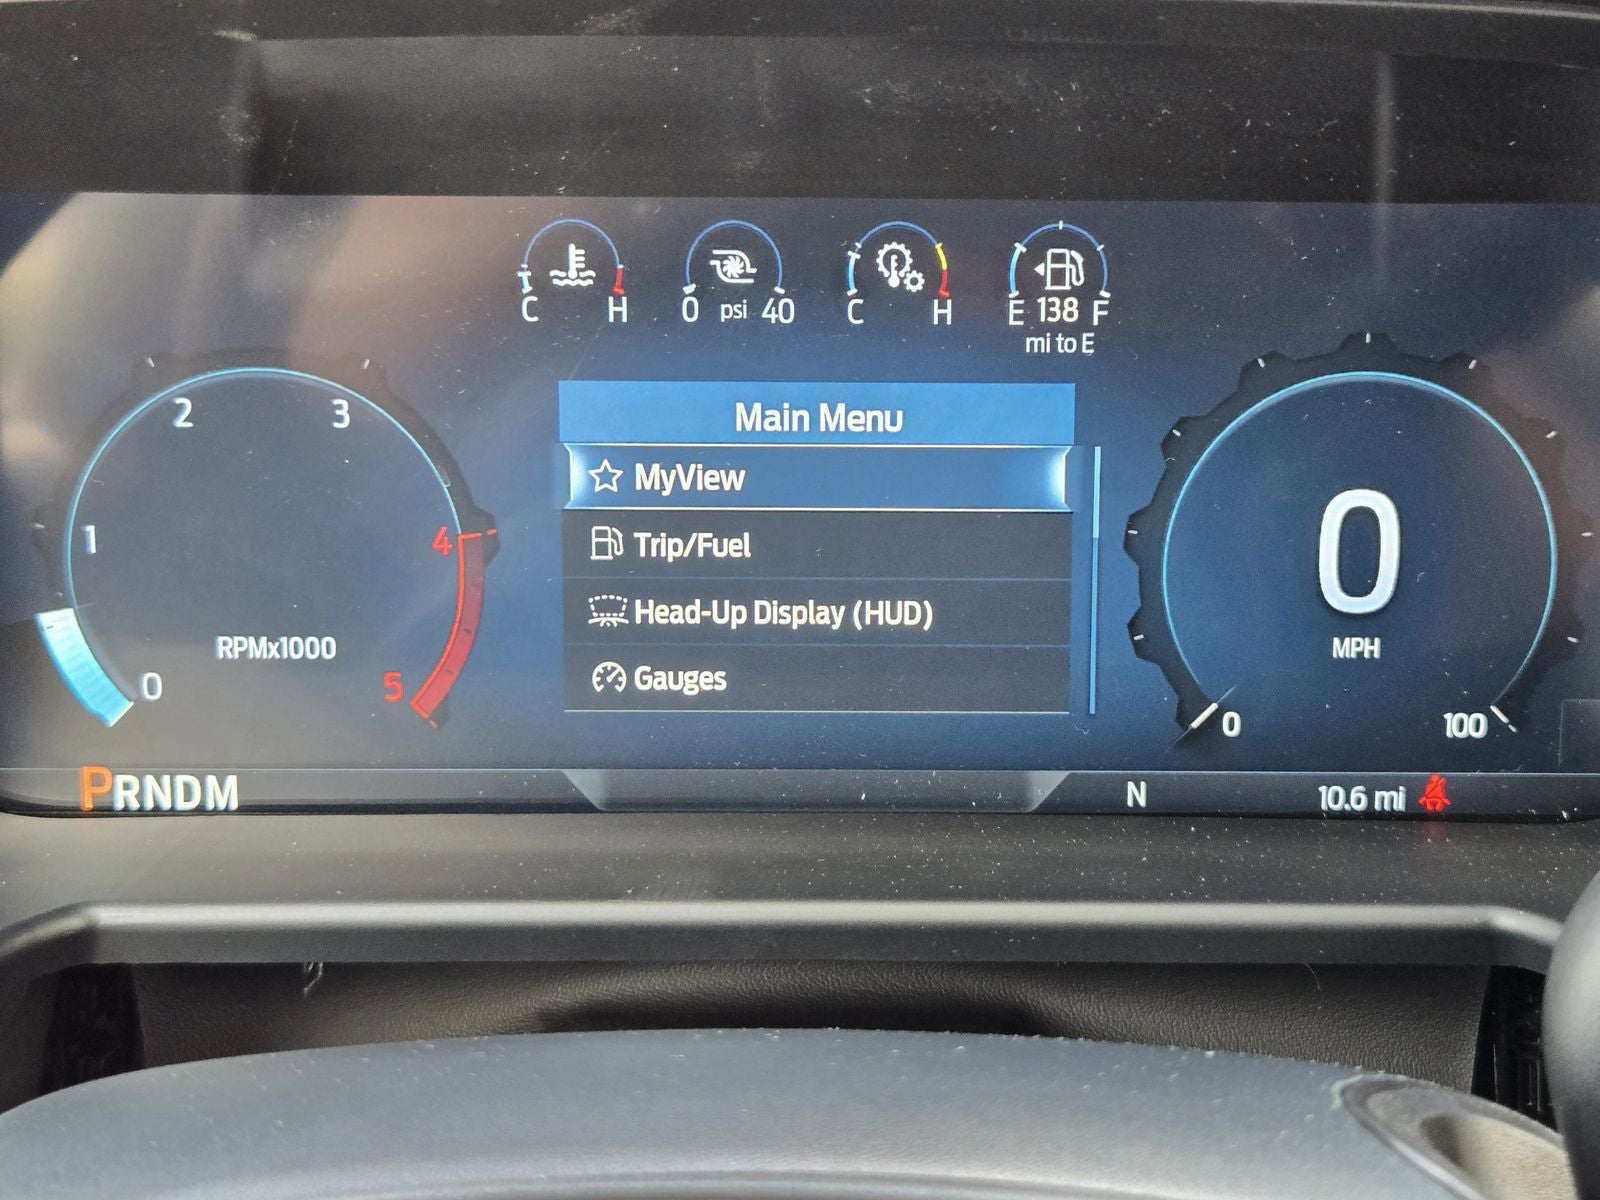 C H
0 psi 40
C H
E 138 F
mi to E
0
1
2
3
4
5
RPMx1000
Main Menu
MyView
Trip/Fuel
Head-Up Display (HUD)
Gauges
0
MPH
0 100
PRNDM
N
10.6 mi